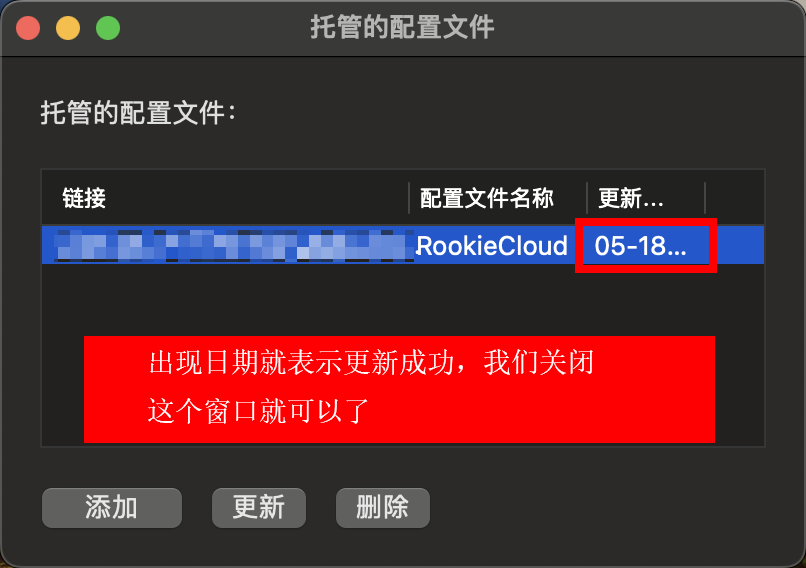 托管的配置文件
托管的配置文件：
链接 配置文件名称 更新...
RookieCloud 05-18...
出现日期就表示更新成功，我们关闭
这个窗口就可以了
添加 更新 删除